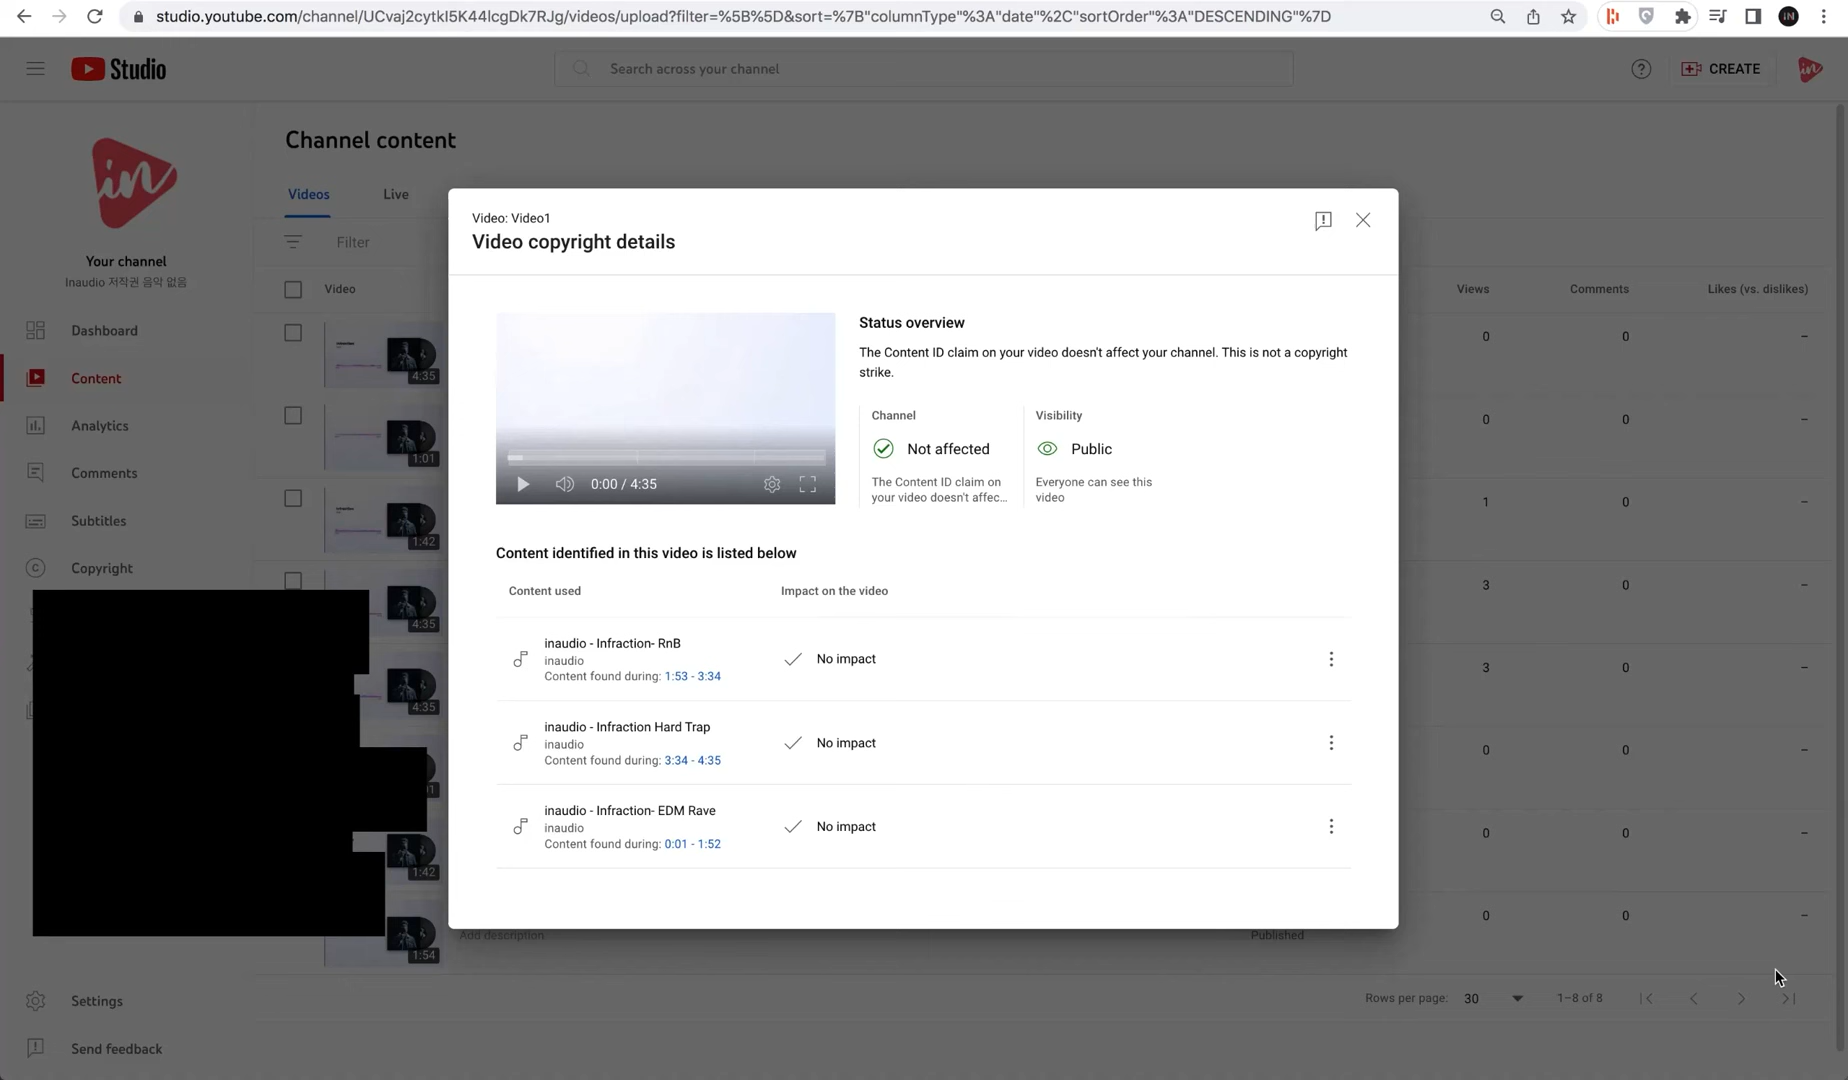 studio.youtube.com/channel/UCvaj2cytkI5K44lcgDk7RJg/videos/upload?filter=%5B%5D&sort=%7B"columnType"%3A"date"%2C"sortOrder"%3A"DESCENDING"%7D
Studio
Search across your channel
CREATE
in
Your channel
Inaudio 저작권 음악 없음
Dashboard
Content
Analytics
Comments
Subtitles
Copyright
Settings
Send feedback
Channel content
Videos
Live
Filter
Video
Views
Comments
Likes (vs. dislikes)
4:35
0
0
–
1:01
0
0
–
1:42
1
0
–
4:35
3
0
–
4:35
3
0
–
0
0
–
1:42
0
0
–
1:54
Add description
Published
0
0
–
Rows per page:
30
1–8 of 8
Video: Video1
Video copyright details
0:00 / 4:35
Status overview
The Content ID claim on your video doesn't affect your channel. This is not a copyright
strike.
Channel
Not affected
The Content ID claim on
your video doesn't affec...
Visibility
Public
Everyone can see this
video
Content identified in this video is listed below
Content used
Impact on the video
inaudio - Infraction- RnB
inaudio
Content found during: 1:53 - 3:34
No impact
inaudio - Infraction Hard Trap
inaudio
Content found during: 3:34 - 4:35
No impact
inaudio - Infraction- EDM Rave
inaudio
Content found during: 0:01 - 1:52
No impact